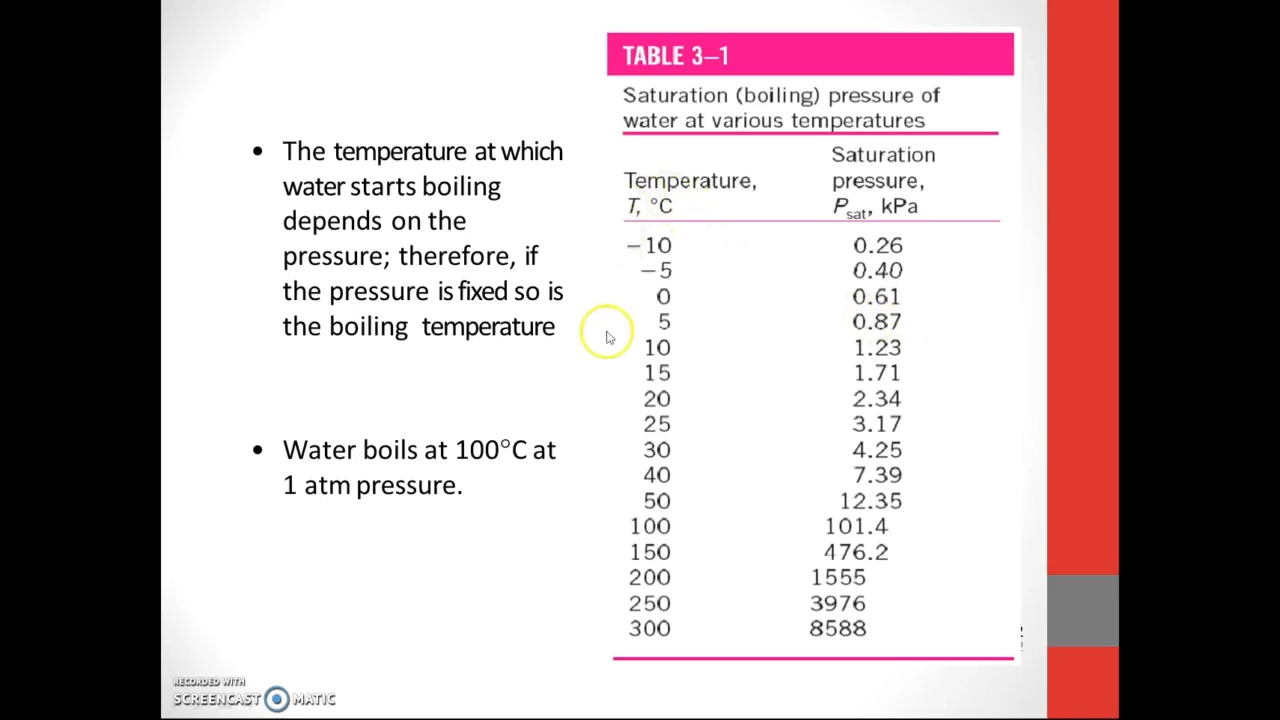 • The temperature at which
water starts boiling
depends on the
pressure; therefore, if
the pressure is fixed so is
the boiling temperature
• Water boils at 100°C at
1 atm pressure.
TABLE 3–1
Saturation (boiling) pressure of
water at various temperatures
Temperature, T, °C Saturation pressure, Psat, kPa
−10 0.26
−5 0.40
0 0.61
5 0.87
10 1.23
15 1.71
20 2.34
25 3.17
30 4.25
40 7.39
50 12.35
100 101.4
150 476.2
200 1555
250 3976
300 8588
RECORDED WITH
SCREENCAST MATIC